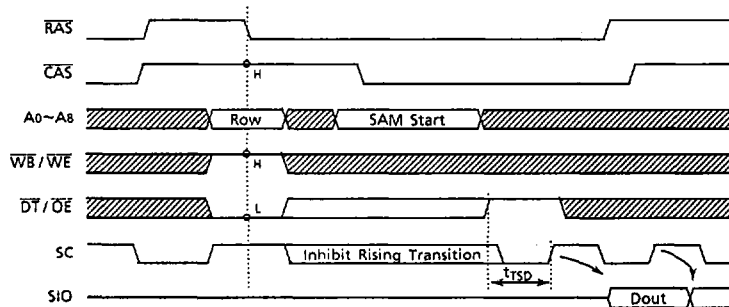 RAS
CAS
H
A0~A8
Row
SAM Start
WB / WE
H
DT / OE
L
SC
Inhibit Rising Transition
tTSD
SIO
Dout